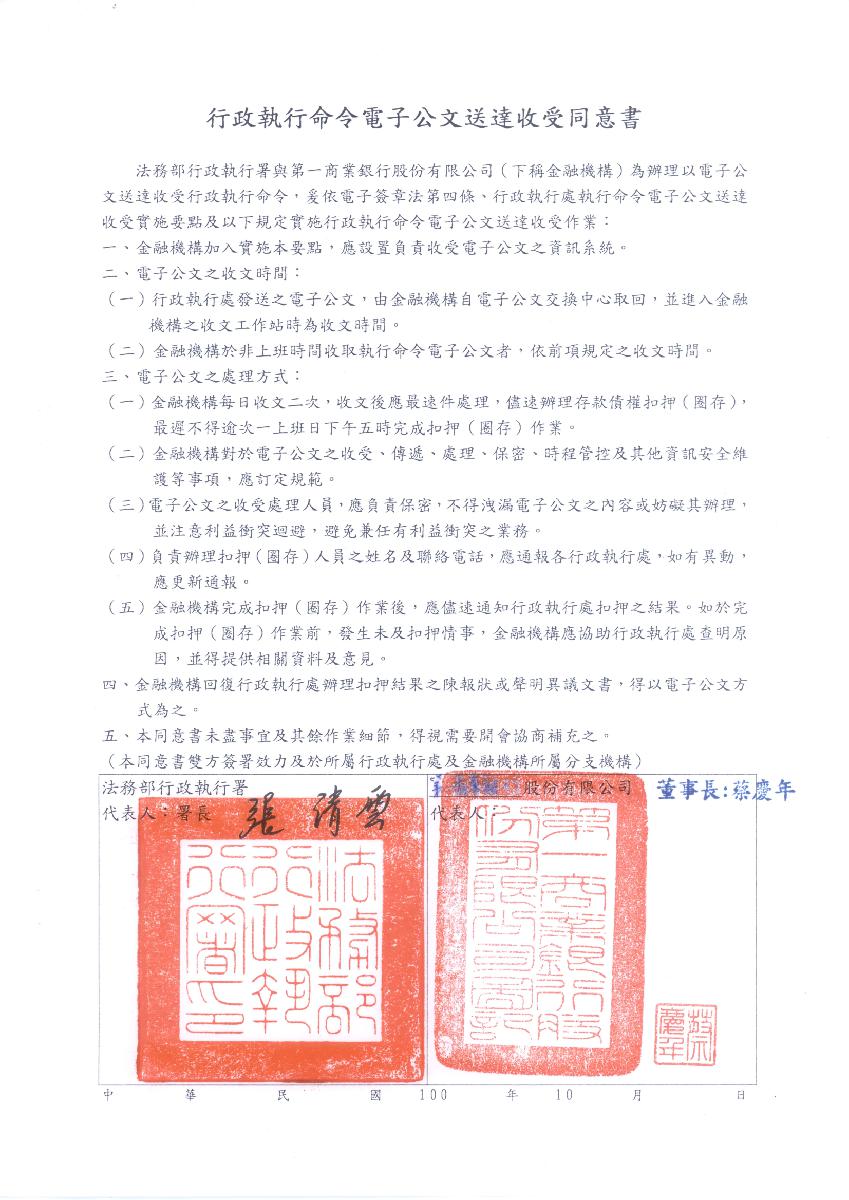 行政執行命令電子公文送達收受同意書
法務部行政執行署與第一商業銀行股份有限公司（下稱金融機構）為辦理以電子公
文送達收受行政執行命令，爰依電子簽章法第四條、行政執行處執行命令電子公文送達
收受實施要點及以下規定實施行政執行命令電子公文送達收受作業：
一、金融機構加入實施本要點，應設置負責收受電子公文之資訊系統。
二、電子公文之收文時間：
（一）行政執行處發送之電子公文，由金融機構自電子公文交換中心取回，並進入金融
機構之收文工作站時為收文時間。
（二）金融機構於非上班時間收取執行命令電子公文者，依前項規定之收文時間。
三、電子公文之處理方式：
（一）金融機構每日收文二次，收文後應最速件處理，儘速辦理存款債權扣押（圈存），
最遲不得逾次一上班日下午五時完成扣押（圈存）作業。
（二）金融機構對於電子公文之收受、傳遞、處理、保密、時程管控及其他資訊安全維
護等事項，應訂定規範。
（三）電子公文之收受處理人員，應負責保密，不得洩漏電子公文之內容或妨礙其辦理，
並注意利益衝突迴避，避免兼任有利益衝突之業務。
（四）負責辦理扣押（圈存）人員之姓名及聯絡電話，應通報各行政執行處，如有異動，
應更新通報。
（五）金融機構完成扣押（圈存）作業後，應儘速通知行政執行處扣押之結果。如於完
成扣押（圈存）作業前，發生未及扣押情事，金融機構應協助行政執行處查明原
因，並得提供相關資料及意見。
四、金融機構回復行政執行處辦理扣押結果之陳報狀或聲明異議文書，得以電子公文方
式為之。
五、本同意書未盡事宜及其餘作業細節，得視需要開會協商補充之。
（本同意書雙方簽署效力及於所屬行政執行處及金融機構所屬分支機構）
法務部行政執行署
代表人：署長 張清雲
法務部
行政執
行署印
第一商業銀行股份有限公司 董事長：蔡慶年
代表人：
第一商業銀行股
份有限公司
蔡
慶年
中 華 民 國 100 年 10 月 日